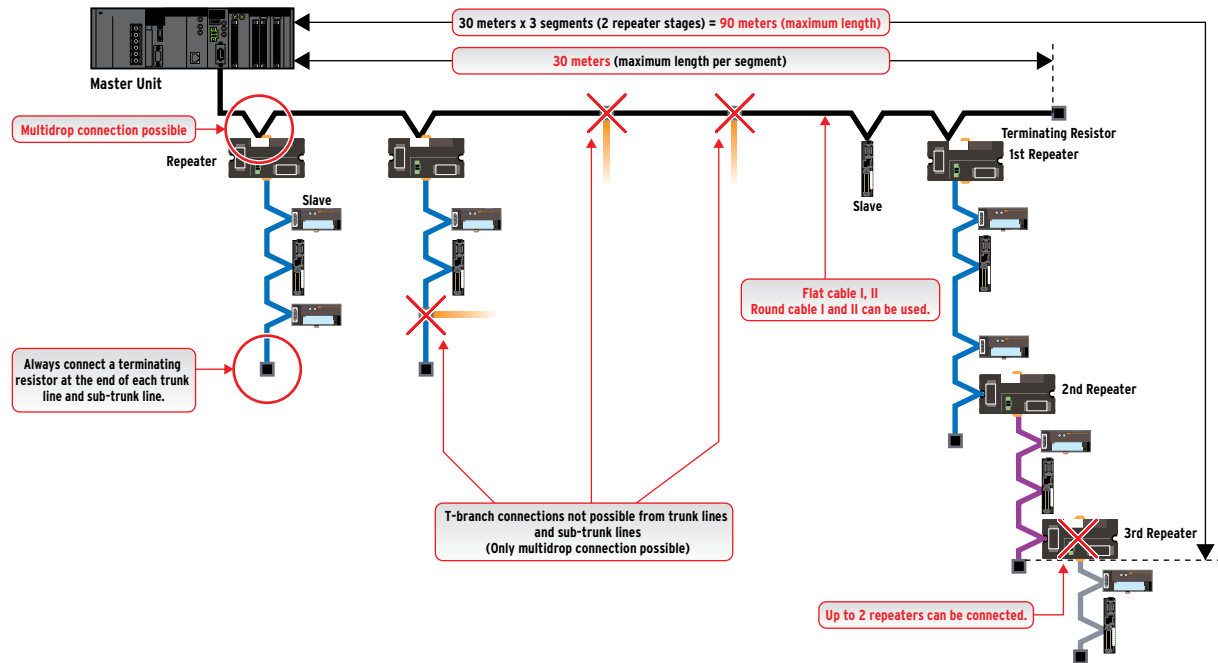 30 meters x 3 segments (2 repeater stages) = 90 meters (maximum length)
30 meters (maximum length per segment)
Master Unit
Multidrop connection possible
Repeater
Terminating Resistor
1st Repeater
Slave
Slave
Flat cable I, II
Round cable I and II can be used.
Always connect a terminating
resistor at the end of each trunk
line and sub-trunk line.
2nd Repeater
T-branch connections not possible from trunk lines
and sub-trunk lines
(Only multidrop connection possible)
3rd Repeater
Up to 2 repeaters can be connected.